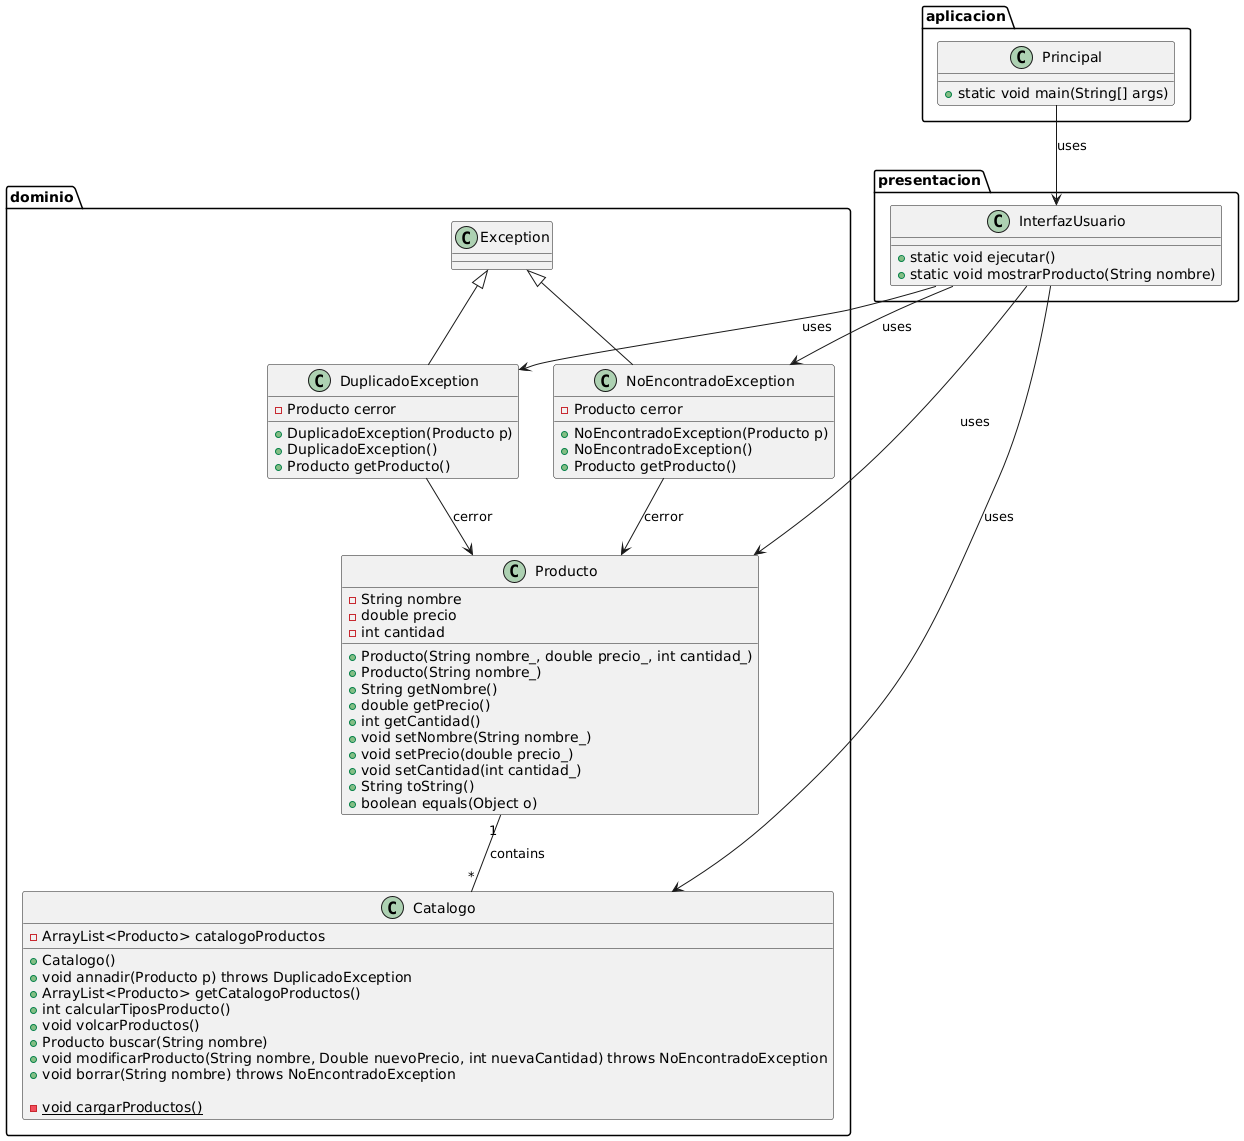 aplicacion
C Principal
static void main(String[] args)
uses
presentacion
C InterfazUsuario
static void ejecutar()
static void mostrarProducto(String nombre)
dominio
C Exception
uses
uses
C DuplicadoException
Producto cerror
DuplicadoException(Producto p)
DuplicadoException()
Producto getProducto()
C NoEncontradoException
Producto cerror
NoEncontradoException(Producto p)
NoEncontradoException()
Producto getProducto()
uses
cerror
cerror
uses
C Producto
String nombre
double precio
int cantidad
Producto(String nombre_, double precio_, int cantidad_)
Producto(String nombre_)
String getNombre()
double getPrecio()
int getCantidad()
void setNombre(String nombre_)
void setPrecio(double precio_)
void setCantidad(int cantidad_)
String toString()
boolean equals(Object o)
1
contains
*
C Catalogo
ArrayList<Producto> catalogoProductos
Catalogo()
void annadir(Producto p) throws DuplicadoException
ArrayList<Producto> getCatalogoProductos()
int calcularTiposProducto()
void volcarProductos()
Producto buscar(String nombre)
void modificarProducto(String nombre, Double nuevoPrecio, int nuevaCantidad) throws NoEncontradoException
void borrar(String nombre) throws NoEncontradoException
void cargarProductos()